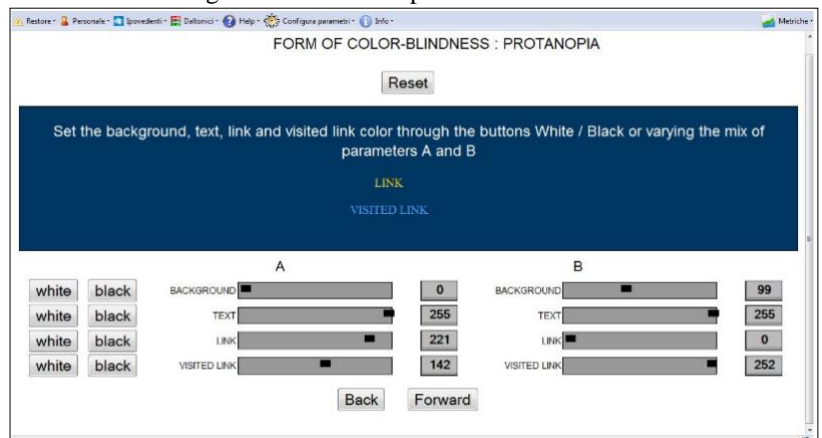 Restore - Personale - Ipovedenti - Daltonici - Help - Configura parametri - Info - Metriche -
FORM OF COLOR-BLINDNESS : PROTANOPIA
Reset
Set the background, text, link and visited link color through the buttons White / Black or varying the mix of
parameters A and B
LINK
VISITED LINK
A B
white black BACKGROUND 0 BACKGROUND 99
white black TEXT 255 TEXT 255
white black LINK 221 LINK 0
white black VISITED LINK 142 VISITED LINK 252
Back Forward